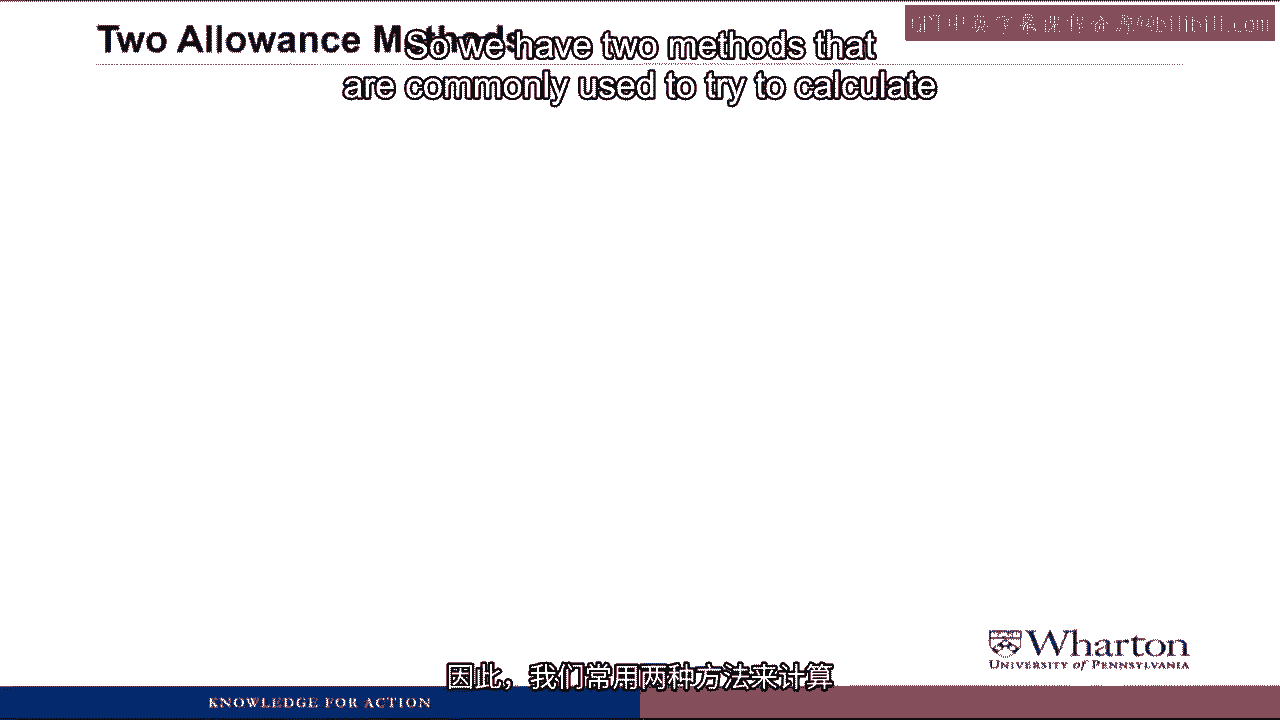 Two Allowance Methods
So we have two methods that
are commonly used to try to calculate
Wharton
UNIVERSITY of PENNSYLVANIA
因此，我们常用两种方法来计算
KNOWLEDGE FOR ACTION